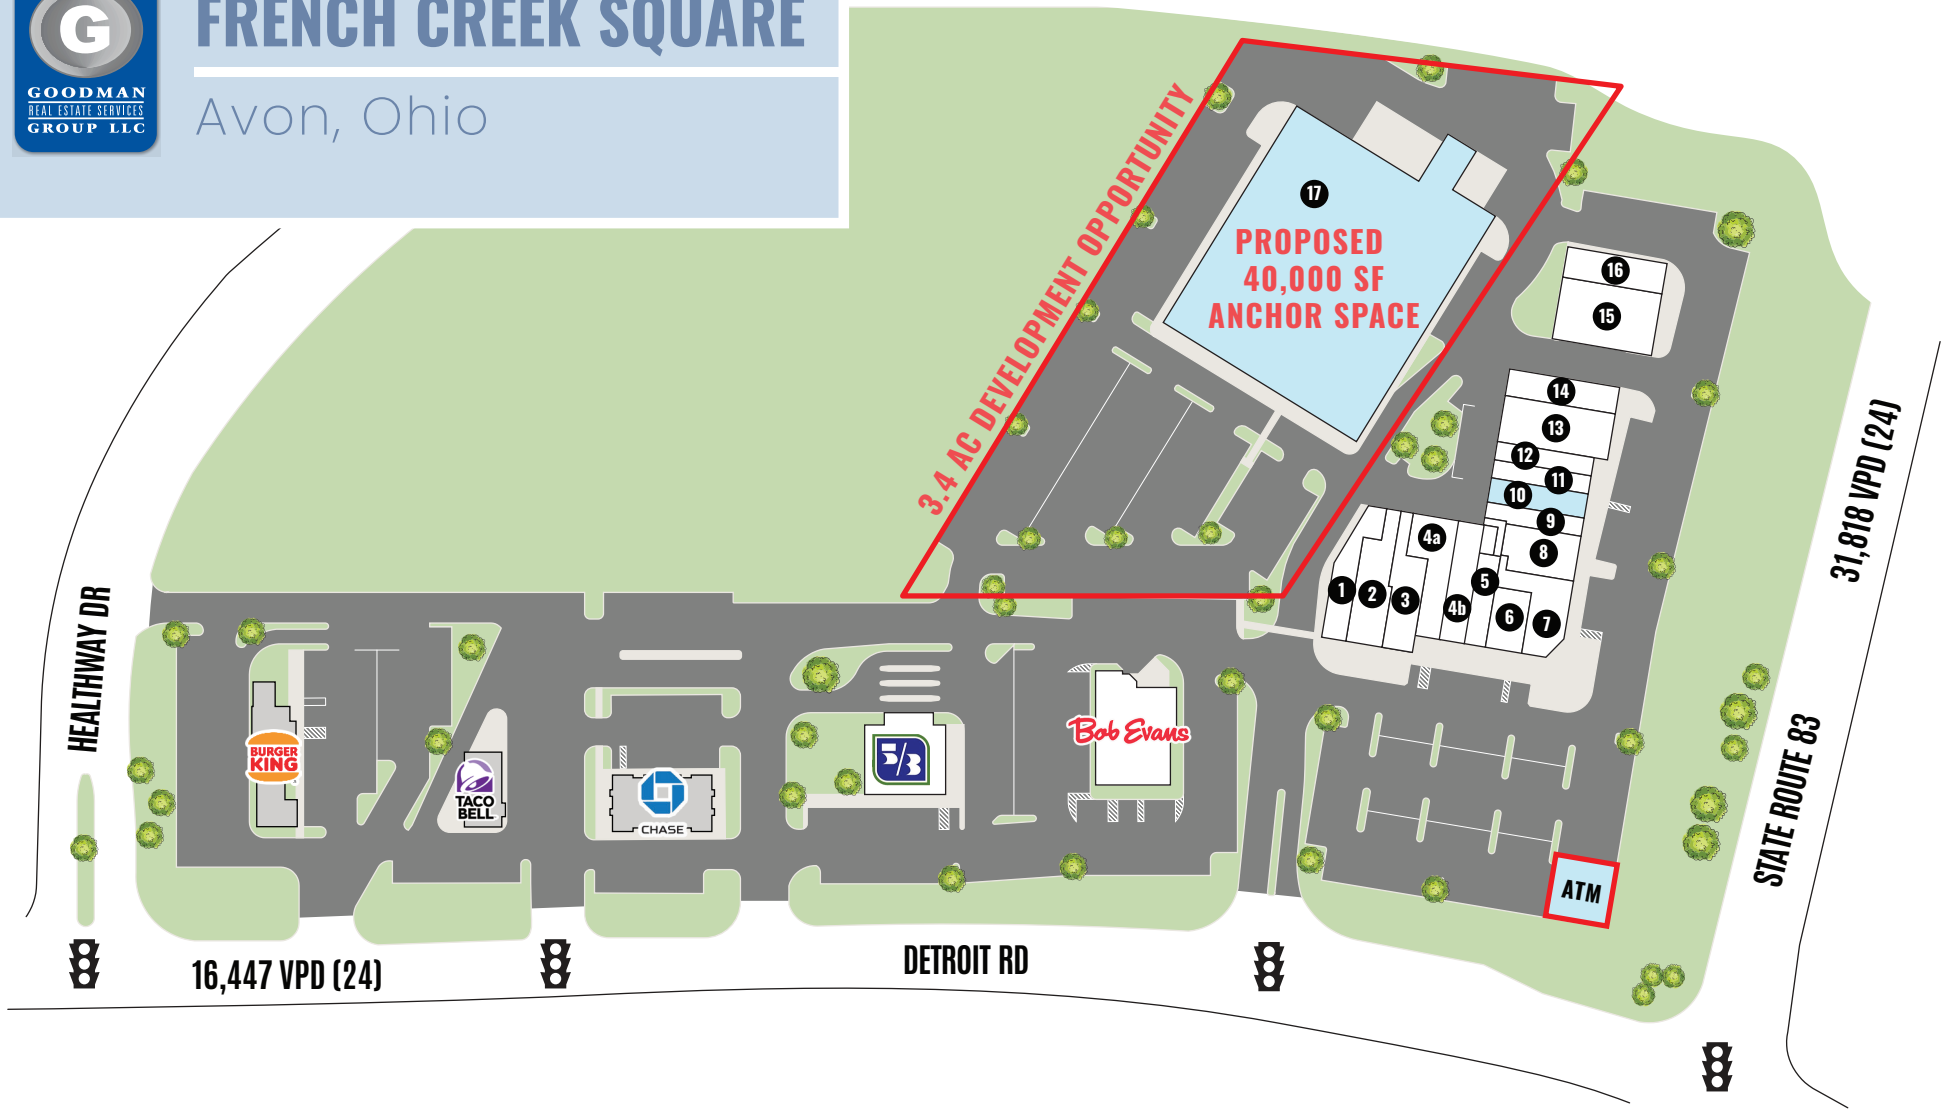 G
GOODMAN
REAL ESTATE SERVICES
GROUP LLC
FRENCH CREEK SQUARE
Avon, Ohio
3.4 AC DEVELOPMENT OPPORTUNITY
17
PROPOSED
40,000 SF
ANCHOR SPACE
16
15
14
13
12
11
10
9
8
4a
5
1
2
3
4b
6
7
31,818 VPD (24)
STATE ROUTE 83
HEALTHWAY DR
BURGER
KING
TACO
BELL
CHASE
5/3
Bob Evans
ATM
16,447 VPD (24)
DETROIT RD